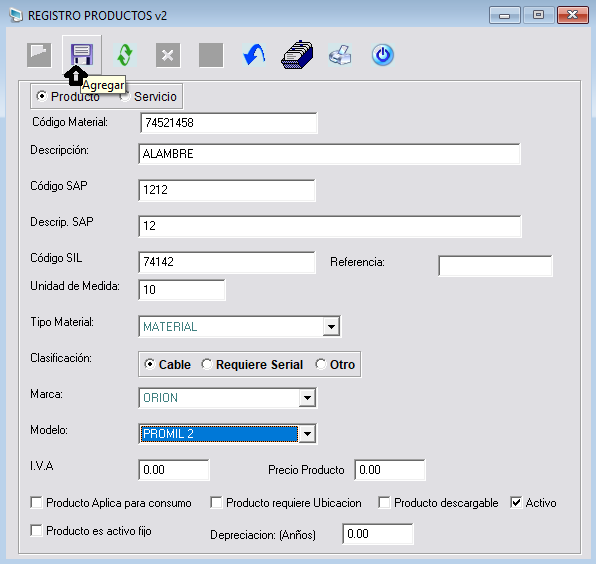 REGISTRO PRODUCTOS v2
Agregar
Producto Servicio
Código Material: 74521458
Descripción: ALAMBRE
Código SAP 1212
Descrip. SAP 12
Código SIL 74142 Referencia:
Unidad de Medida: 10
Tipo Material: MATERIAL
Clasificación: Cable Requiere Serial Otro
Marca: ORION
Modelo: PROMIL 2
I.V.A 0.00 Precio Producto 0.00
Producto Aplica para consumo Producto requiere Ubicacion Producto descargable Activo
Producto es activo fijo Depreciacion: (Anños) 0.00